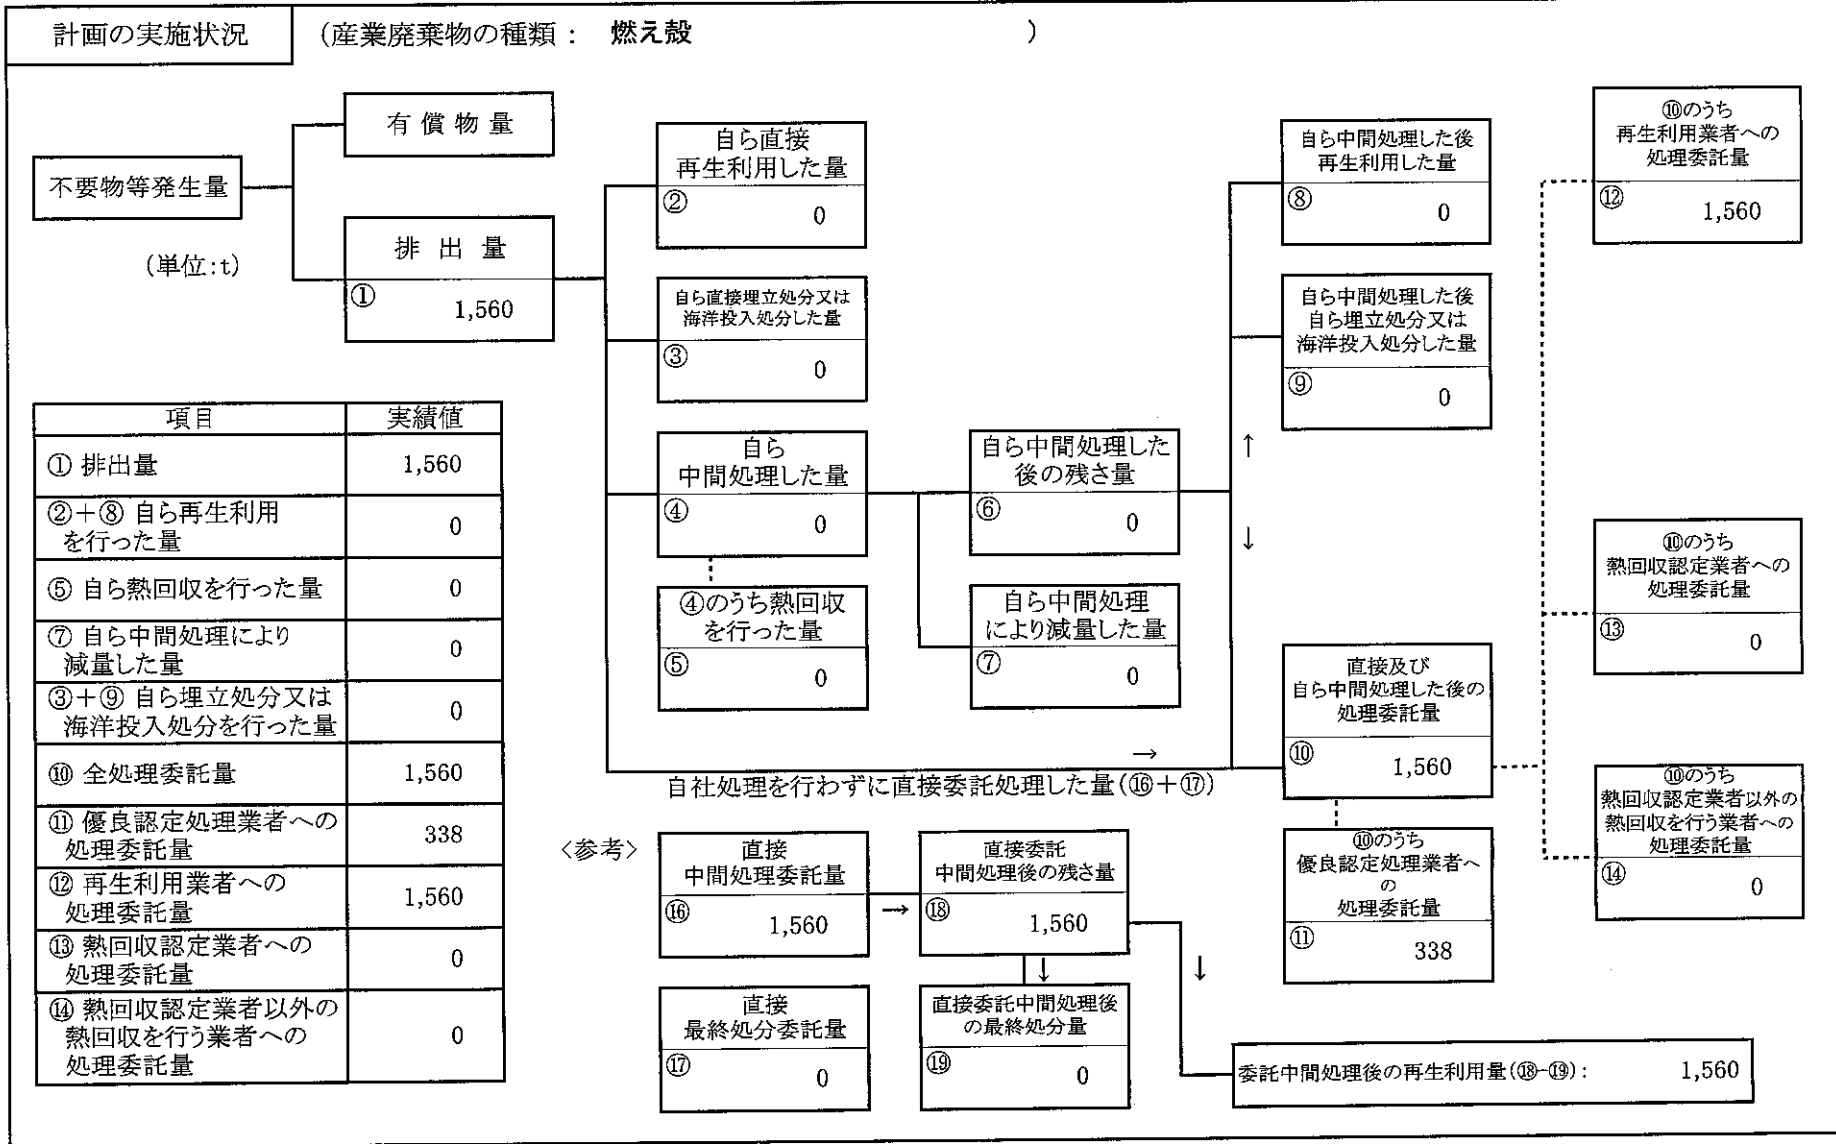 計画の実施状況
(産業廃棄物の種類： 燃え殻 )
不要物等発生量
(単位:t)
有償物量
排出量
① 1,560
自ら直接
再生利用した量
② 0
自ら直接埋立処分又は
海洋投入処分した量
③ 0
自ら
中間処理した量
④ 0
④のうち熱回収
を行った量
⑤ 0
自ら中間処理した
後の残さ量
⑥ 0
自ら中間処理
により減量した量
⑦ 0
自ら中間処理した後
再生利用した量
⑧ 0
自ら中間処理した後
自ら埋立処分又は
海洋投入処分した量
⑨ 0
↑
↓
直接及び
自ら中間処理した後の
処理委託量
⑩ 1,560
→
自社処理を行わずに直接委託処理した量(⑯＋⑰)
⑩のうち
優良認定処理業者へ
の
処理委託量
⑪ 338
⑩のうち
再生利用業者への
処理委託量
⑫ 1,560
⑩のうち
熱回収認定業者への
処理委託量
⑬ 0
⑩のうち
熱回収認定業者以外の
熱回収を行う業者への
処理委託量
⑭ 0
項目 実績値
① 排出量 1,560
②＋⑧ 自ら再生利用
を行った量 0
⑤ 自ら熱回収を行った量 0
⑦ 自ら中間処理により
減量した量 0
③＋⑨ 自ら埋立処分又は
海洋投入処分を行った量 0
⑩ 全処理委託量 1,560
⑪ 優良認定処理業者への
処理委託量 338
⑫ 再生利用業者への
処理委託量 1,560
⑬ 熱回収認定業者への
処理委託量 0
⑭ 熱回収認定業者以外の
熱回収を行う業者への
処理委託量 0
〈参考〉
直接
中間処理委託量
⑯ 1,560
→
直接委託
中間処理後の残さ量
⑱ 1,560
↓
↓
直接
最終処分委託量
⑰ 0
直接委託中間処理後
の最終処分量
⑲ 0
委託中間処理後の再生利用量(⑱-⑲)： 1,560